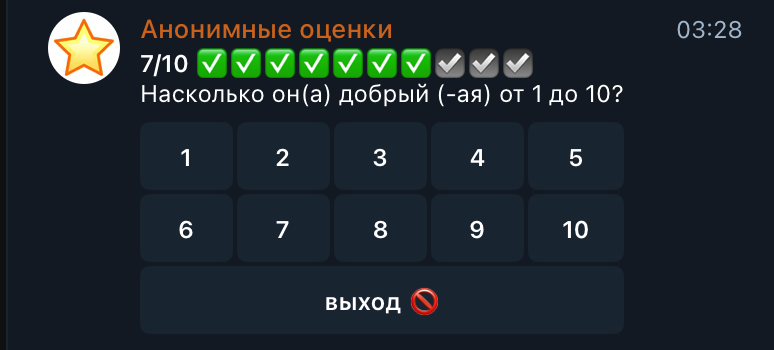 Анонимные оценки 03:28
7/10 ✅✅✅✅✅✅✅☑☑☑
Насколько он(а) добрый (-ая) от 1 до 10?
1 2 3 4 5
6 7 8 9 10
выход 🚫